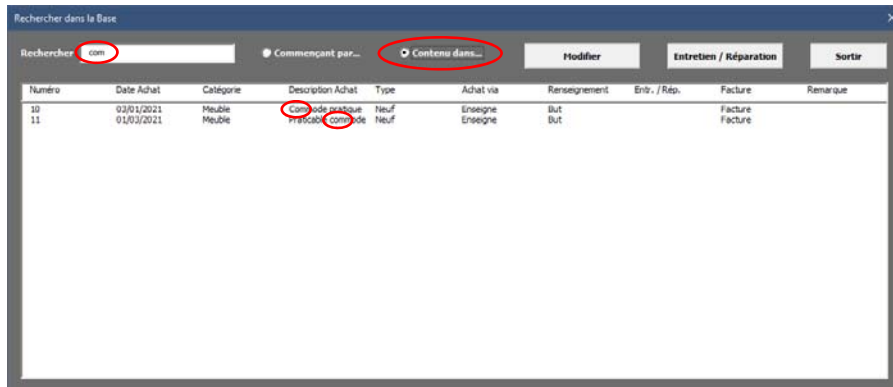 Rechercher dans la Base
Rechercher com Commençant par... Contenu dans... Modifier Entretien / Réparation Sortir
Numéro Date Achat Catégorie Description Achat Type Achat via Renseignement Entr. / Rép. Facture Remarque
10 03/01/2021 Meuble Commode pratique Neuf Enseigne But Facture
11 01/03/2021 Meuble Praticable commode Neuf Enseigne But Facture